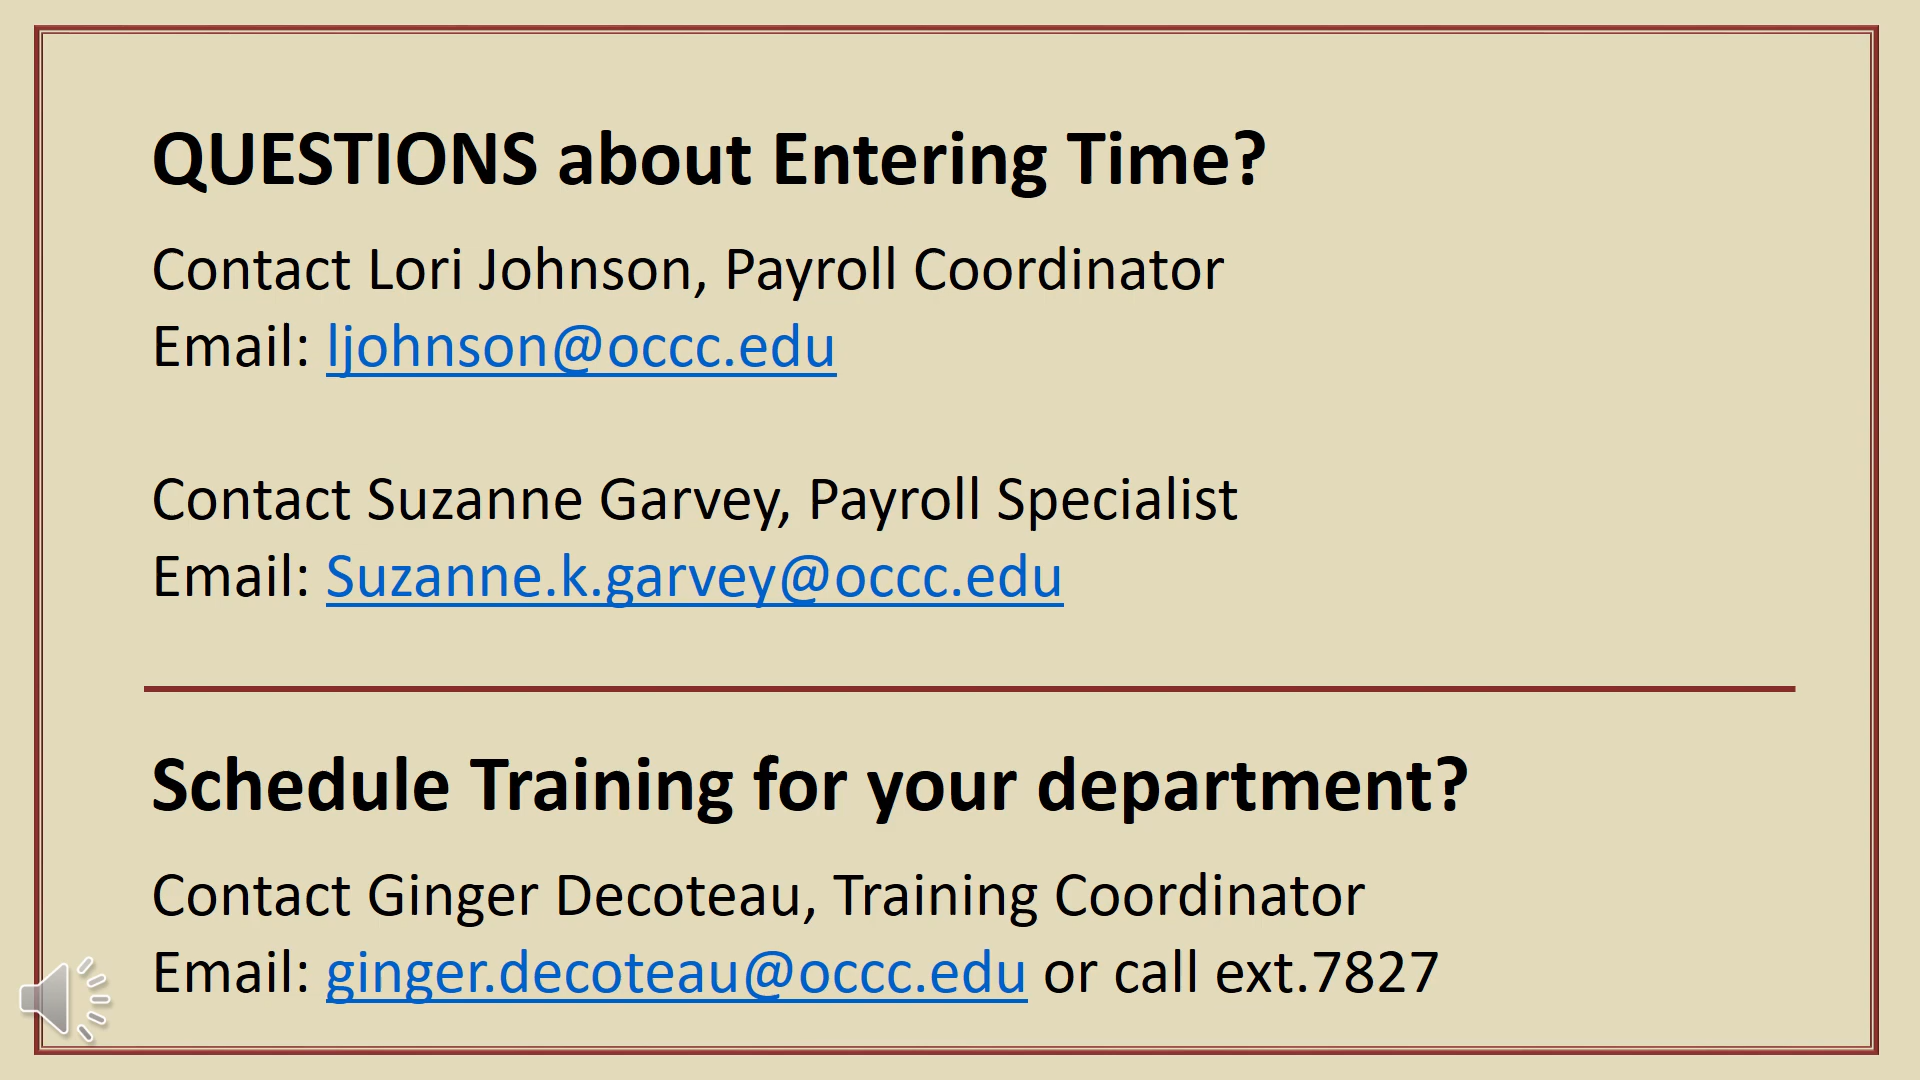 QUESTIONS about Entering Time?
Contact Lori Johnson, Payroll Coordinator
Email: ljohnson@occc.edu
Contact Suzanne Garvey, Payroll Specialist
Email: Suzanne.k.garvey@occc.edu
Schedule Training for your department?
Contact Ginger Decoteau, Training Coordinator
Email: ginger.decoteau@occc.edu or call ext.7827